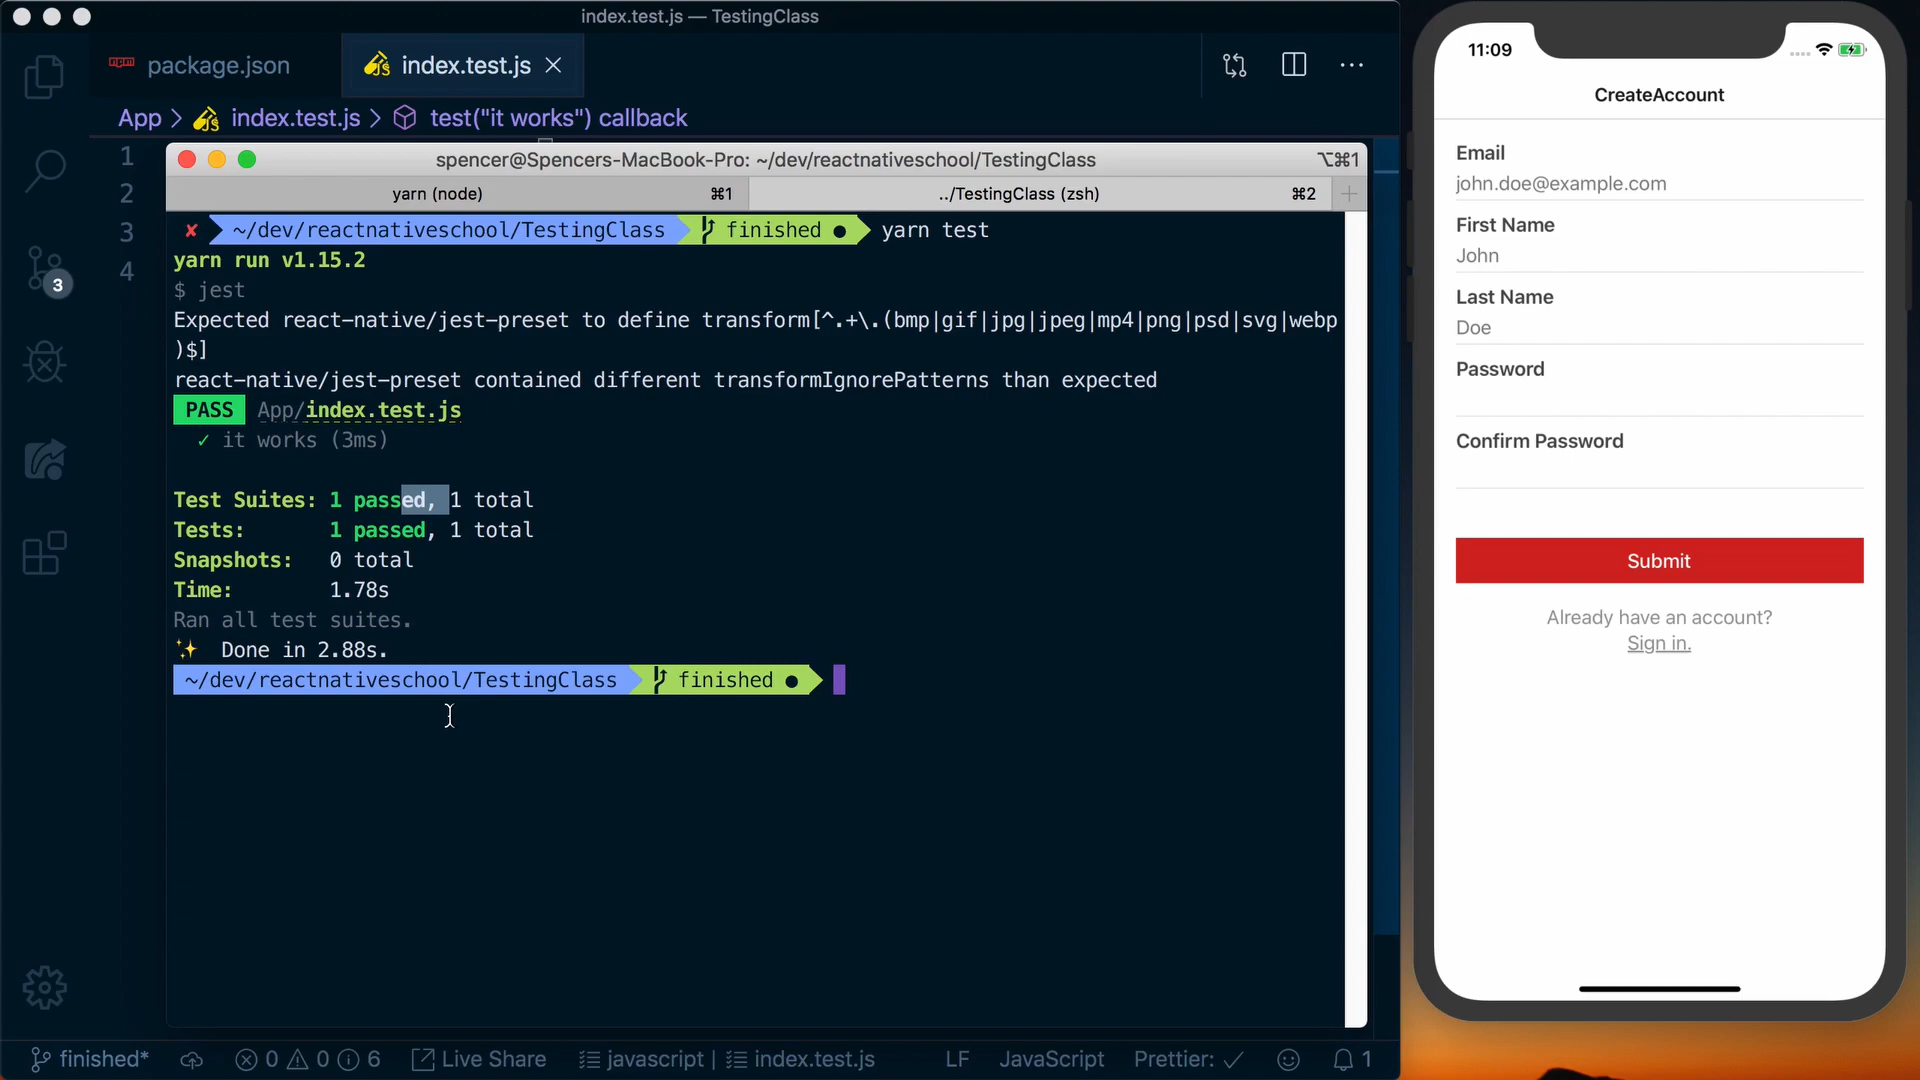 index.test.js — TestingClass
package.json
index.test.js
App > index.test.js > test("it works") callback
1
2
3
4
3
spencer@Spencers-MacBook-Pro: ~/dev/reactnativeschool/TestingClass ⌥⌘1
yarn (node) ⌘1 ../TestingClass (zsh) ⌘2
✘ ~/dev/reactnativeschool/TestingClass finished ● yarn test
yarn run v1.15.2
$ jest
Expected react-native/jest-preset to define transform[^.+\.(bmp|gif|jpg|jpeg|mp4|png|psd|svg|webp
)$]
react-native/jest-preset contained different transformIgnorePatterns than expected
PASS App/index.test.js
✓ it works (3ms)
Test Suites: 1 passed, 1 total
Tests: 1 passed, 1 total
Snapshots: 0 total
Time: 1.78s
Ran all test suites.
✨ Done in 2.88s.
~/dev/reactnativeschool/TestingClass finished ●
finished* 0 0 6 Live Share javascript | index.test.js LF JavaScript Prettier: ✓ 1
11:09
CreateAccount
Email
john.doe@example.com
First Name
John
Last Name
Doe
Password
Confirm Password
Submit
Already have an account?
Sign in.